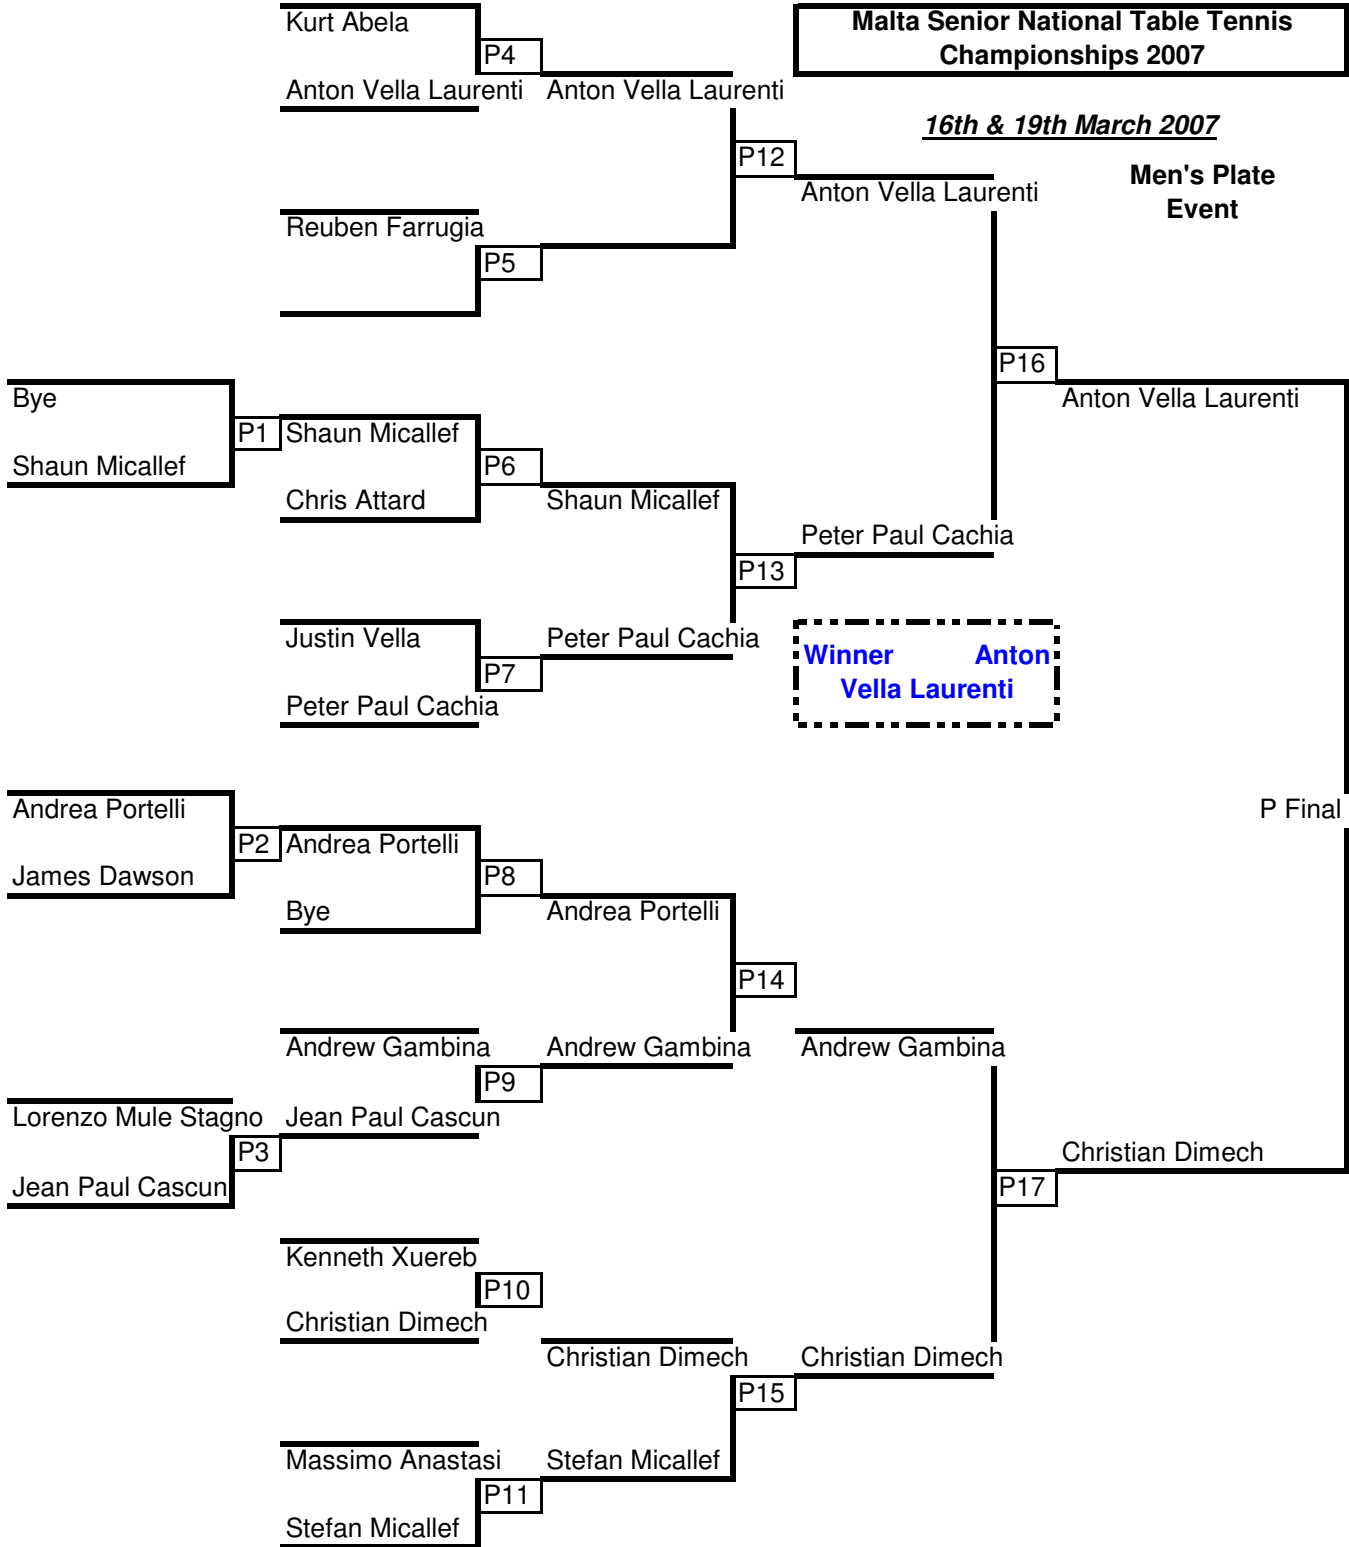 Kurt Abela
Malta Senior National Table Tennis
Championships 2007
P4
Anton Vella Laurenti Anton Vella Laurenti
16th & 19th March 2007
P12
Men's Plate
Event
Anton Vella Laurenti
Reuben Farrugia
P5
P16
Bye
Anton Vella Laurenti
P1 Shaun Micallef
Shaun Micallef
P6
Chris Attard
Shaun Micallef
Peter Paul Cachia
P13
Justin Vella
Peter Paul Cachia
Winner Anton
Vella Laurenti
P7
Peter Paul Cachia
Andrea Portelli
P Final
P2 Andrea Portelli
James Dawson
P8
Bye
Andrea Portelli
P14
Andrew Gambina Andrew Gambina Andrew Gambina
P9
Lorenzo Mule Stagno Jean Paul Cascun
P3
Christian Dimech
Jean Paul Cascun
P17
Kenneth Xuereb
P10
Christian Dimech
Christian Dimech Christian Dimech
P15
Massimo Anastasi Stefan Micallef
P11
Stefan Micallef